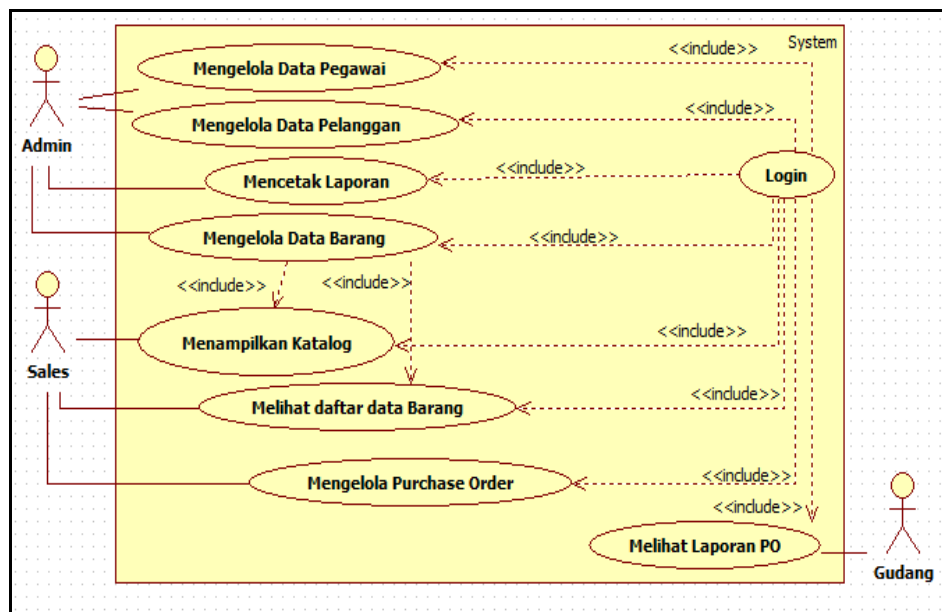 System
<<include>>
Mengelola Data Pegawai
<<include>>
Mengelola Data Pelanggan
Admin
<<include>>
Mencetak Laporan
Login
Mengelola Data Barang
<<include>>
<<include>>
<<include>>
<<include>>
Menampilkan Katalog
Sales
<<include>>
Melihat daftar data Barang
<<include>>
Mengelola Purchase Order
<<include>>
Melihat Laporan PO
Gudang